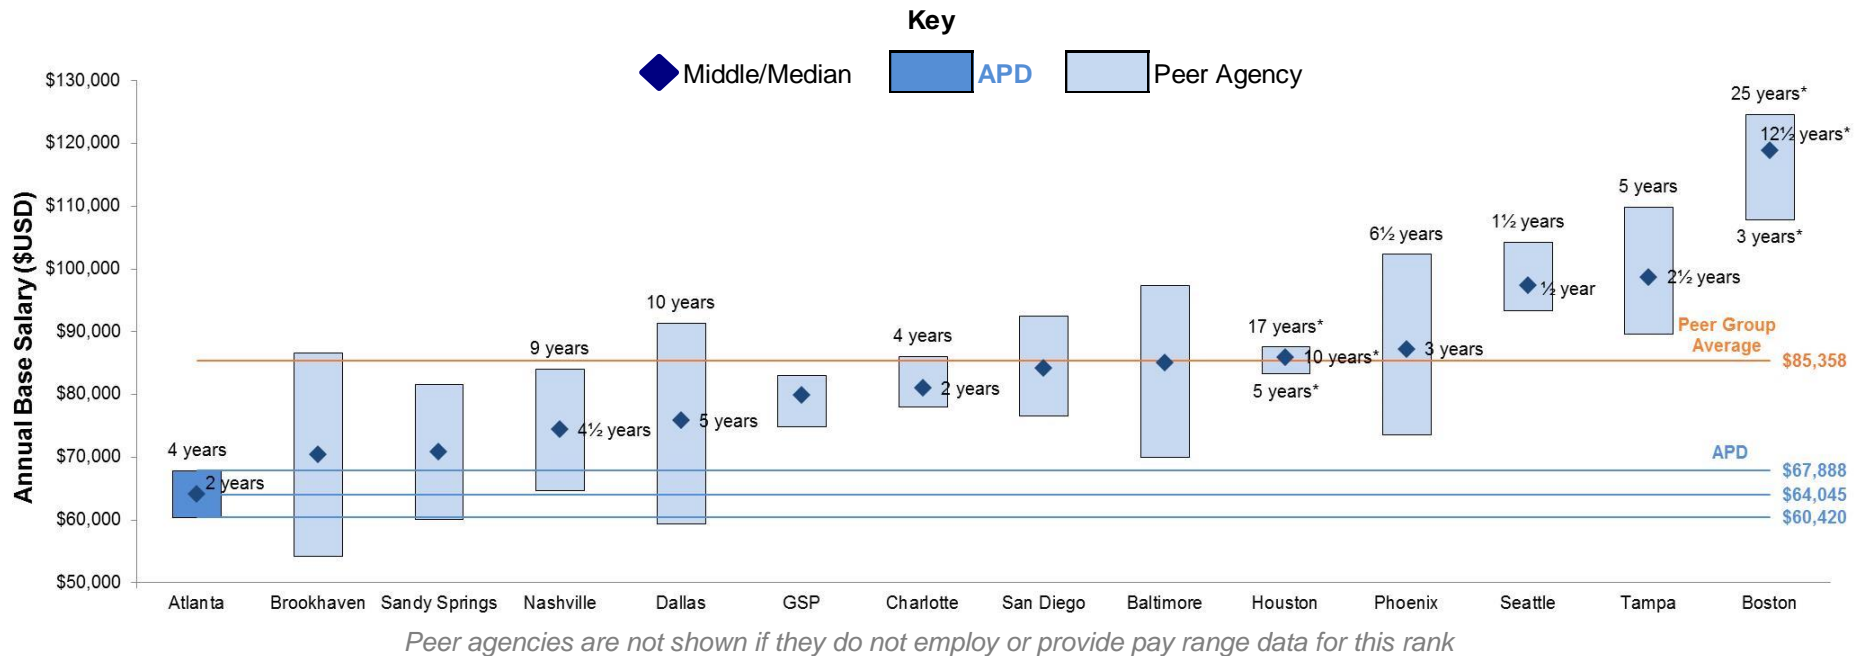 Key
Middle/Median
APD
Peer Agency
Annual Base Salary ($USD)
$130,000
$120,000
$110,000
$100,000
$90,000
$80,000
$70,000
$60,000
$50,000
4 years
2 years
9 years
4½ years
10 years
5 years
4 years
2 years
17 years*
10 years*
5 years*
6½ years
3 years
1½ years
½ year
5 years
2½ years
25 years*
12½ years*
3 years*
Peer Group
Average
$85,358
APD
$67,888
$64,045
$60,420
Atlanta
Brookhaven
Sandy Springs
Nashville
Dallas
GSP
Charlotte
San Diego
Baltimore
Houston
Phoenix
Seattle
Tampa
Boston
Peer agencies are not shown if they do not employ or provide pay range data for this rank